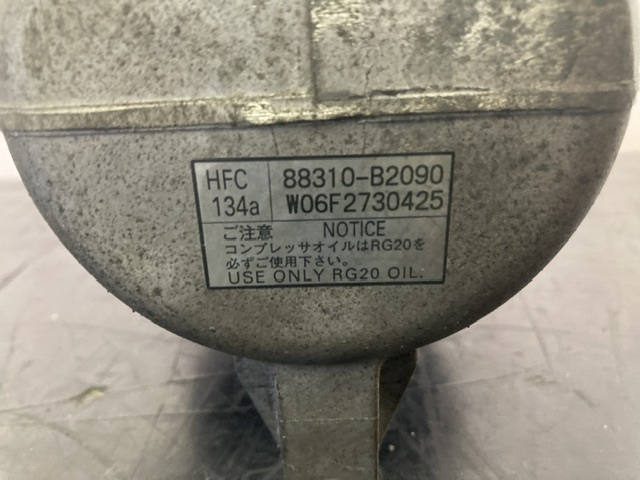 HFC 88310-B2090
134a W06F2730425
ご注意 NOTICE
コンプレッサオイルはRG20を
必ずご使用下さい。
USE ONLY RG20 OIL.